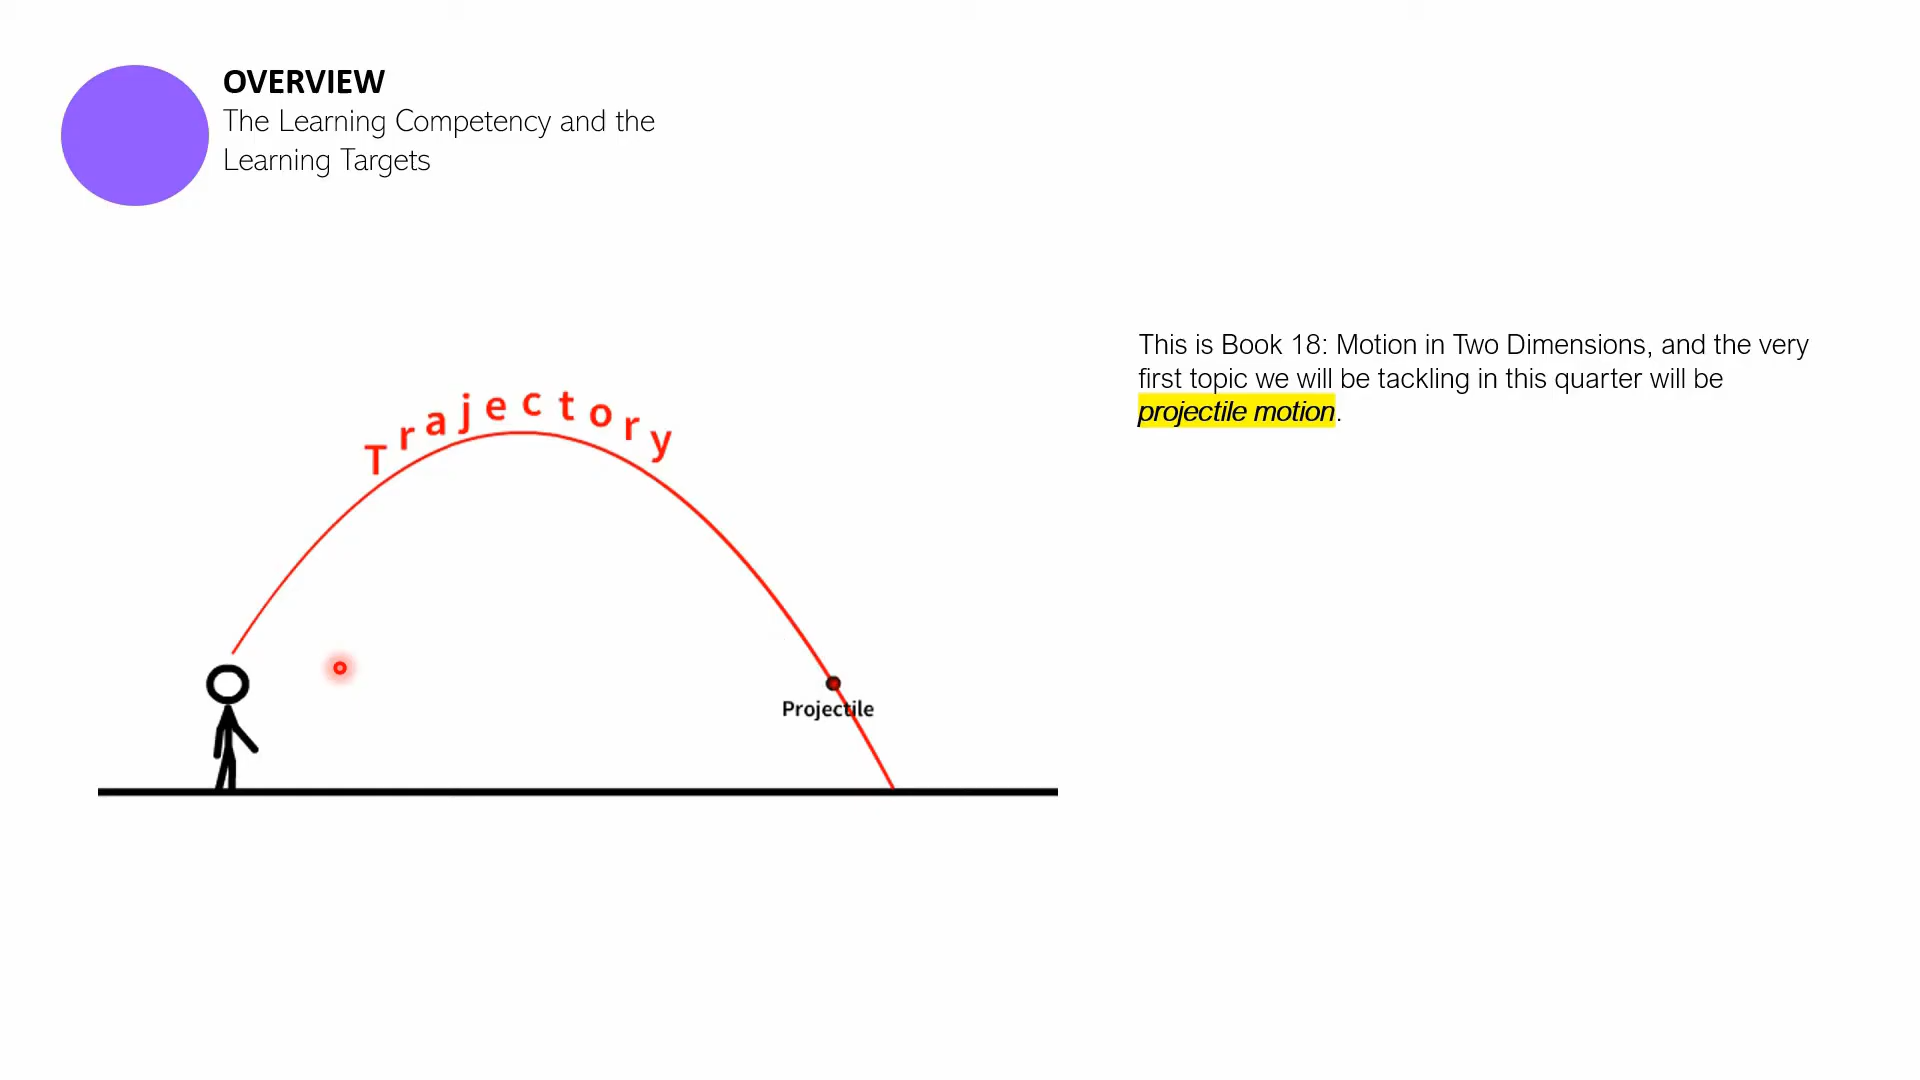 OVERVIEW
The Learning Competency and the
Learning Targets
Trajectory
Projectile
This is Book 18: Motion in Two Dimensions, and the very
first topic we will be tackling in this quarter will be
projectile motion.